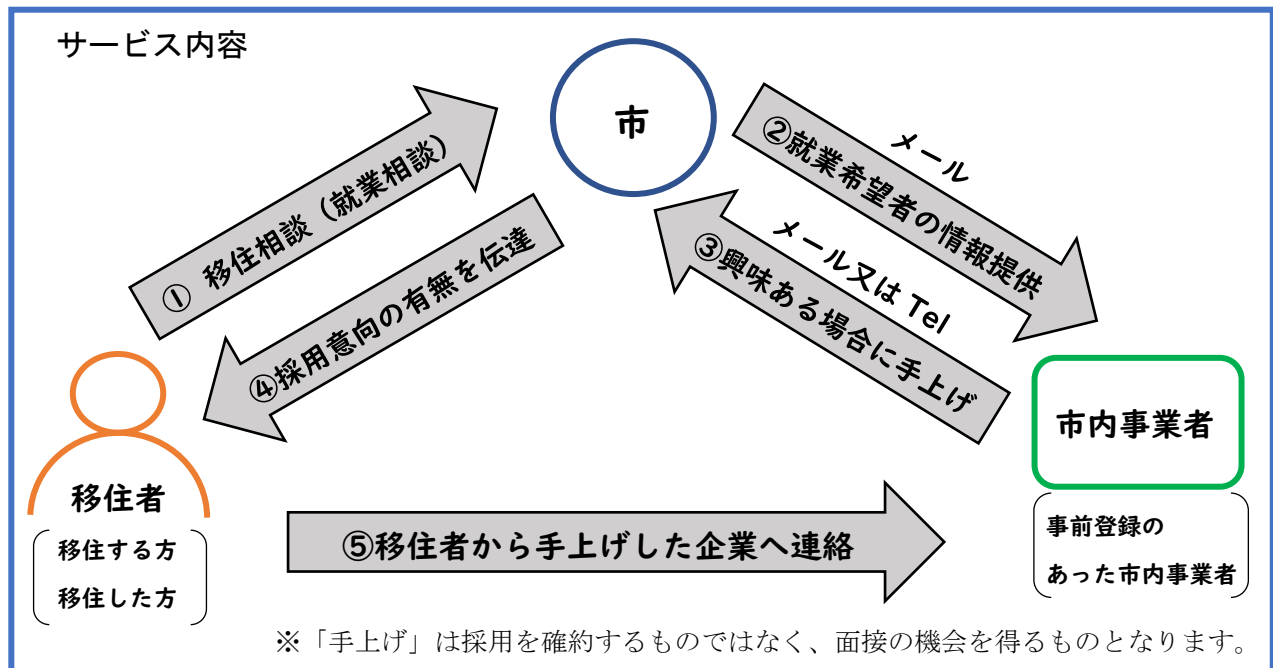 サービス内容
市
① 移住相談（就業相談）
メール
②就業希望者の情報提供
メール又は Tel
③興味ある場合に手上げ
④採用意向の有無を伝達
移住者
移住する方
移住した方
市内事業者
事前登録の
あった市内事業者
⑤移住者から手上げした企業へ連絡
※「手上げ」は採用を確約するものではなく、面接の機会を得るものとなります。